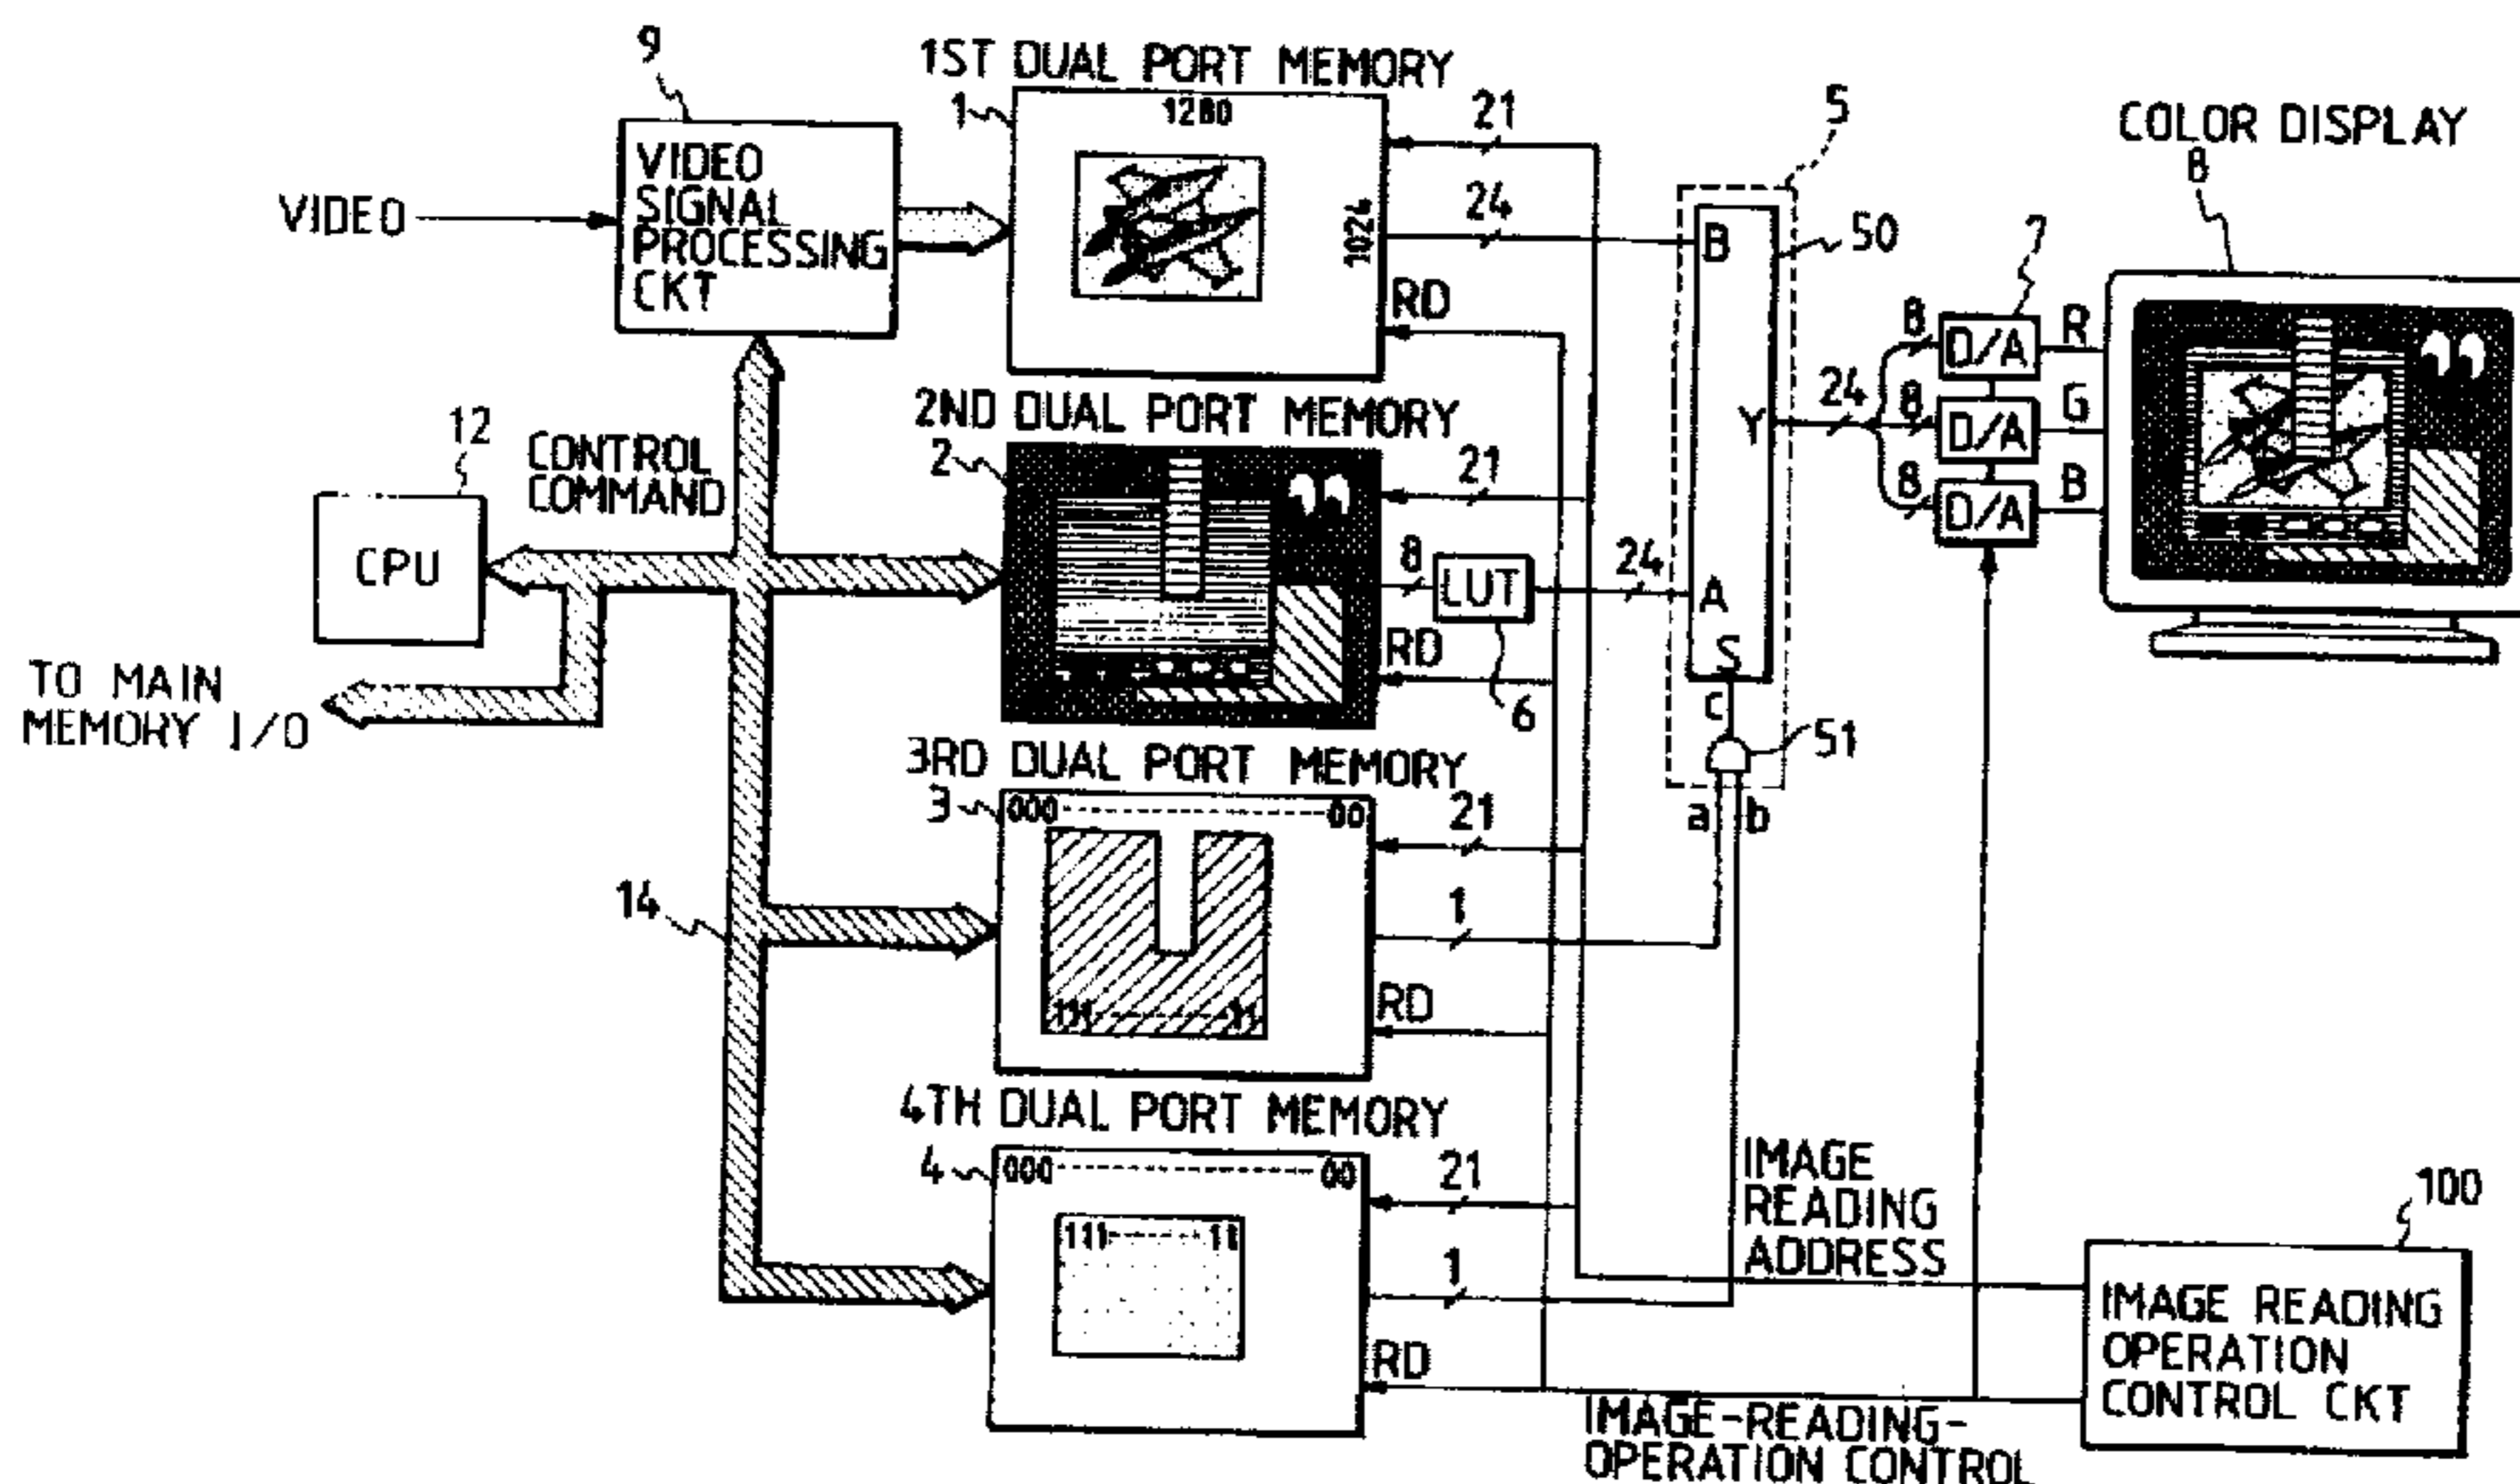 9
1ST DUAL PORT MEMORY
1
1280
1024
21
24
RD
5
COLOR DISPLAY
8
VIDEO
VIDEO
SIGNAL
PROCESSING
CKT
B
50
7
8
D/A
R
24
8
D/A
G
8
D/A
B
Y
A
S
C
51
a
b
12
CONTROL
COMMAND
CPU
TO MAIN
MEMORY I/O
2ND DUAL PORT MEMORY
2
21
8
LUT
24
RD
6
3RD DUAL PORT MEMORY
3
000
00
21
1
111
11
RD
14
4TH DUAL PORT MEMORY
4
000
00
21
111
11
1
RD
IMAGE
READING
ADDRESS
100
IMAGE READING
OPERATION
CONTROL CKT
IMAGE-READING-
OPERATION CONTROL